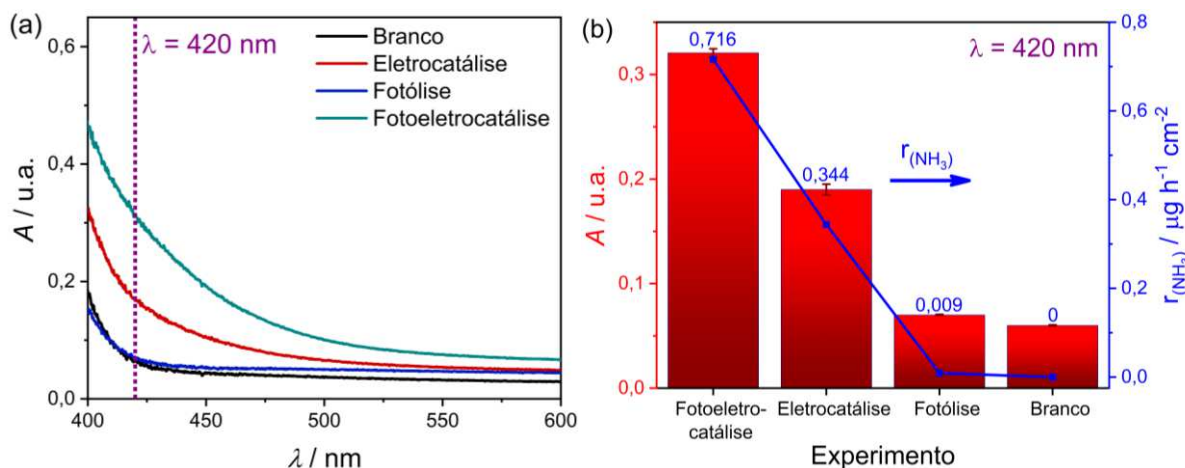 (a)
0,6
0,4
0,2
0,0
A / u.a.
λ = 420 nm
Branco
Eletrocatálise
Fotólise
Fotoeletrocatálise
400
450
500
550
600
λ / nm
(b)
0,3
0,2
0,1
0,0
A / u.a.
0,716
0,344
0,009
0
λ = 420 nm
r(NH₃)
0,8
0,6
0,4
0,2
0,0
r(NH₃) / µg h⁻¹ cm⁻²
Fotoeletro-
catálise
Eletrocatálise
Fotólise
Branco
Experimento